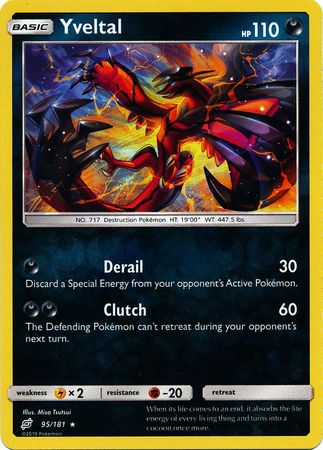 BASIC Yveltal HP 110
NO. 717 Destruction Pokémon HT: 19'00" WT: 447.5 lbs.
Derail 30
Discard a Special Energy from your opponent's Active Pokémon.
Clutch 60
The Defending Pokémon can't retreat during your opponent's
next turn.
weakness × 2 resistance -20 retreat
Illus. Misa Tsutsui
95/181 ★
©2019 Pokémon
When its life comes to an end, it absorbs the life
energy of every living thing and turns into a
cocoon once more.